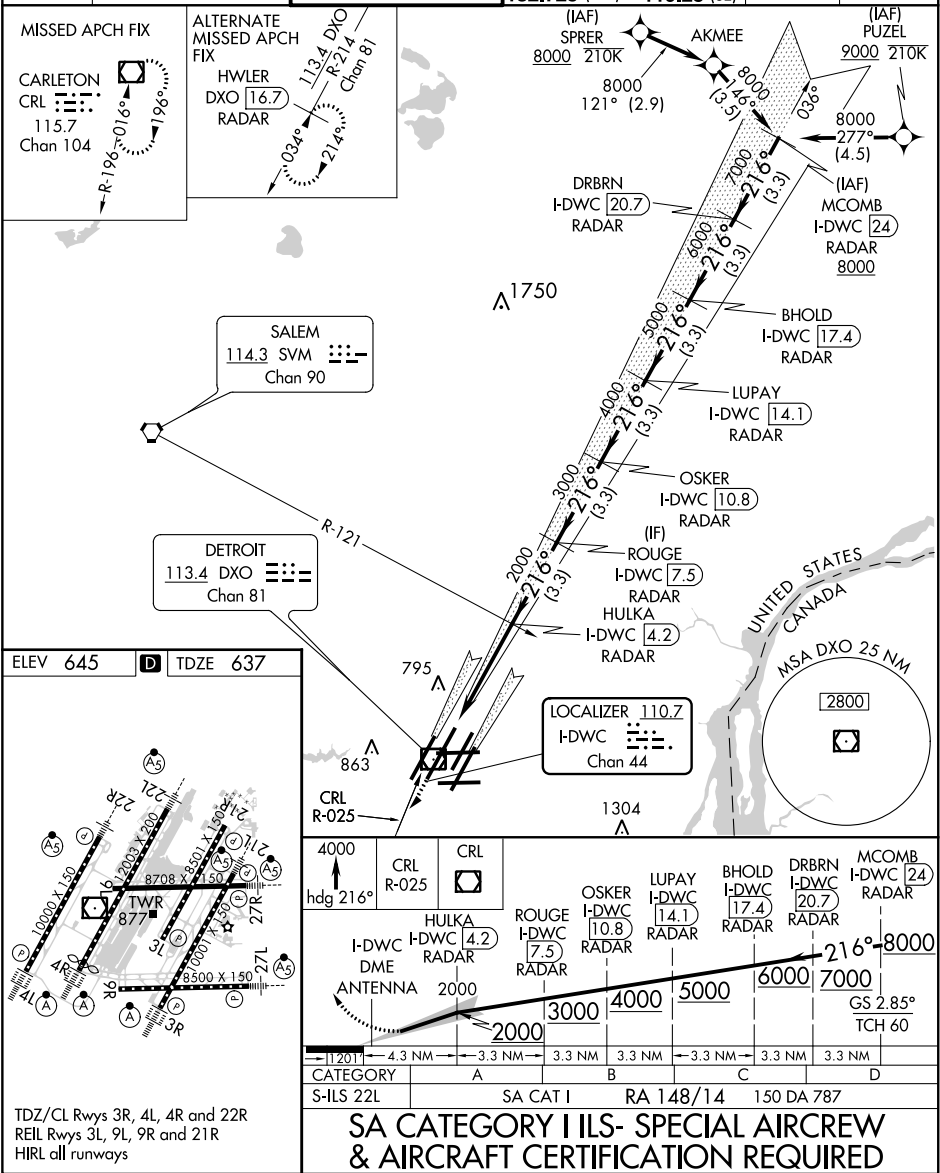 MISSED APCH FIX
CARLETON
CRL
115.7
Chan 104
016°
196°
R-196
ALTERNATE
MISSED APCH
FIX
HWLER
DXO 16.7
RADAR
113.4 DXO
R-214
Chan 81
034°
214°
(IAF)
SPRER
8000 210K
AKMEE
8000
121° (2.9)
8000
146°
(3.5)
(IAF)
PUZEL
9000 210K
8000
277°
(4.5)
036°
(IAF)
MCOMB
I-DWC 24
RADAR
8000
7000
216°
(3.3)
DRBRN
I-DWC 20.7
RADAR
6000
216°
(3.3)
BHOLD
I-DWC 17.4
RADAR
5000
216°
(3.3)
LUPAY
I-DWC 14.1
RADAR
4000
216°
(3.3)
OSKER
I-DWC 10.8
RADAR
3000
216°
(3.3)
(IF)
ROUGE
I-DWC 7.5
RADAR
2000
216°
(3.3)
HULKA
I-DWC 4.2
RADAR
1750
SALEM
114.3 SVM
Chan 90
R-121
DETROIT
113.4 DXO
Chan 81
UNITED STATES
CANADA
MSA DXO 25 NM
2800
795
863
1304
LOCALIZER 110.7
I-DWC
Chan 44
CRL
R-025
ELEV 645
D
TDZE 637
A5
22R
22L
21R
21L
A5
P
10000 X 150
12003 X 200
8501 X 150
8708 X 150
10001 X 150
8500 X 150
9L
TWR
877
27R
27L
3L
4R
4L
9R
3R
A
TDZ/CL Rwys 3R, 4L, 4R and 22R
REIL Rwys 3L, 9L, 9R and 21R
HIRL all runways
4000
hdg 216°
CRL
R-025
CRL
I-DWC
DME
ANTENNA
HULKA
I-DWC 4.2
RADAR
ROUGE
I-DWC
7.5
RADAR
OSKER
I-DWC
10.8
RADAR
LUPAY
I-DWC
14.1
RADAR
BHOLD
I-DWC
17.4
RADAR
DRBRN
I-DWC
20.7
RADAR
MCOMB
I-DWC 24
RADAR
2000
2000
3000
4000
5000
6000
7000
216°
8000
GS 2.85°
TCH 60
1201'
4.3 NM
3.3 NM
3.3 NM
3.3 NM
3.3 NM
3.3 NM
3.3 NM
CATEGORY A B C D
S-ILS 22L SA CAT I RA 148/14 150 DA 787
SA CATEGORY I ILS- SPECIAL AIRCREW
& AIRCRAFT CERTIFICATION REQUIRED